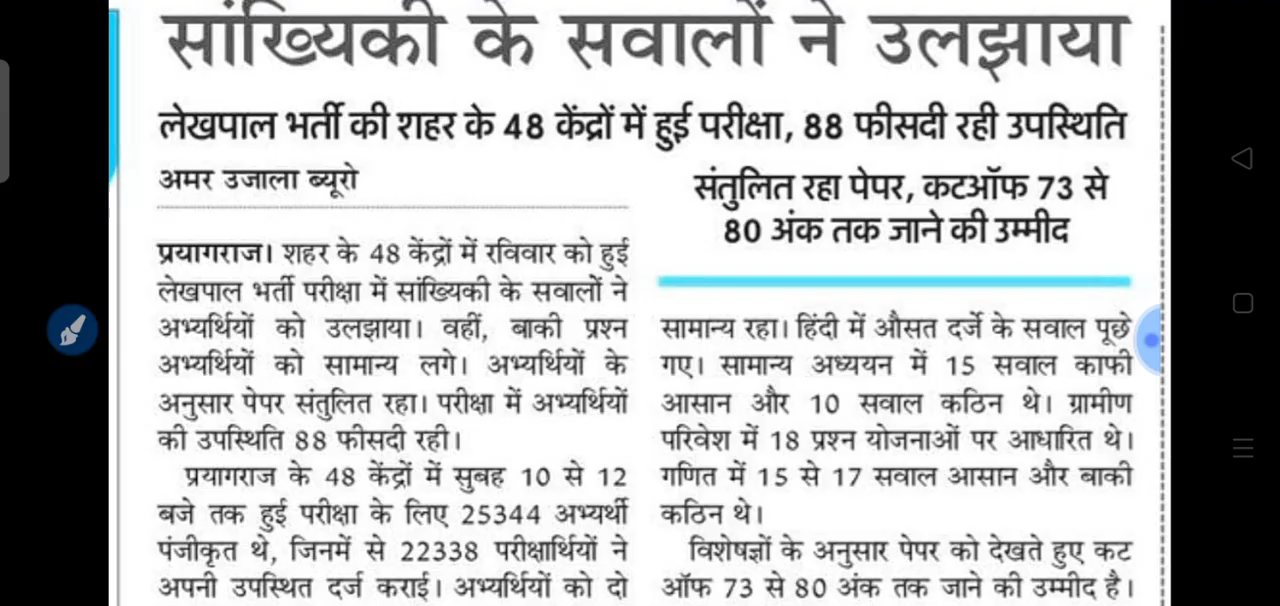 सांख्यिकी के सवालों ने उलझाया
लेखपाल भर्ती की शहर के 48 केंद्रों में हुई परीक्षा, 88 फीसदी रही उपस्थिति
अमर उजाला ब्यूरो
प्रयागराज। शहर के 48 केंद्रों में रविवार को हुई
लेखपाल भर्ती परीक्षा में सांख्यिकी के सवालों ने
अभ्यर्थियों को उलझाया। वहीं, बाकी प्रश्न
अभ्यर्थियों को सामान्य लगे। अभ्यर्थियों के
अनुसार पेपर संतुलित रहा। परीक्षा में अभ्यर्थियों
की उपस्थिति 88 फीसदी रही।
प्रयागराज के 48 केंद्रों में सुबह 10 से 12
बजे तक हुई परीक्षा के लिए 25344 अभ्यर्थी
पंजीकृत थे, जिनमें से 22338 परीक्षार्थियों ने
अपनी उपस्थित दर्ज कराई। अभ्यर्थियों को दो
संतुलित रहा पेपर, कटऑफ 73 से
80 अंक तक जाने की उम्मीद
सामान्य रहा। हिंदी में औसत दर्जे के सवाल पूछे
गए। सामान्य अध्ययन में 15 सवाल काफी
आसान और 10 सवाल कठिन थे। ग्रामीण
परिवेश में 18 प्रश्न योजनाओं पर आधारित थे।
गणित में 15 से 17 सवाल आसान और बाकी
कठिन थे।
विशेषज्ञों के अनुसार पेपर को देखते हुए कट
ऑफ 73 से 80 अंक तक जाने की उम्मीद है।